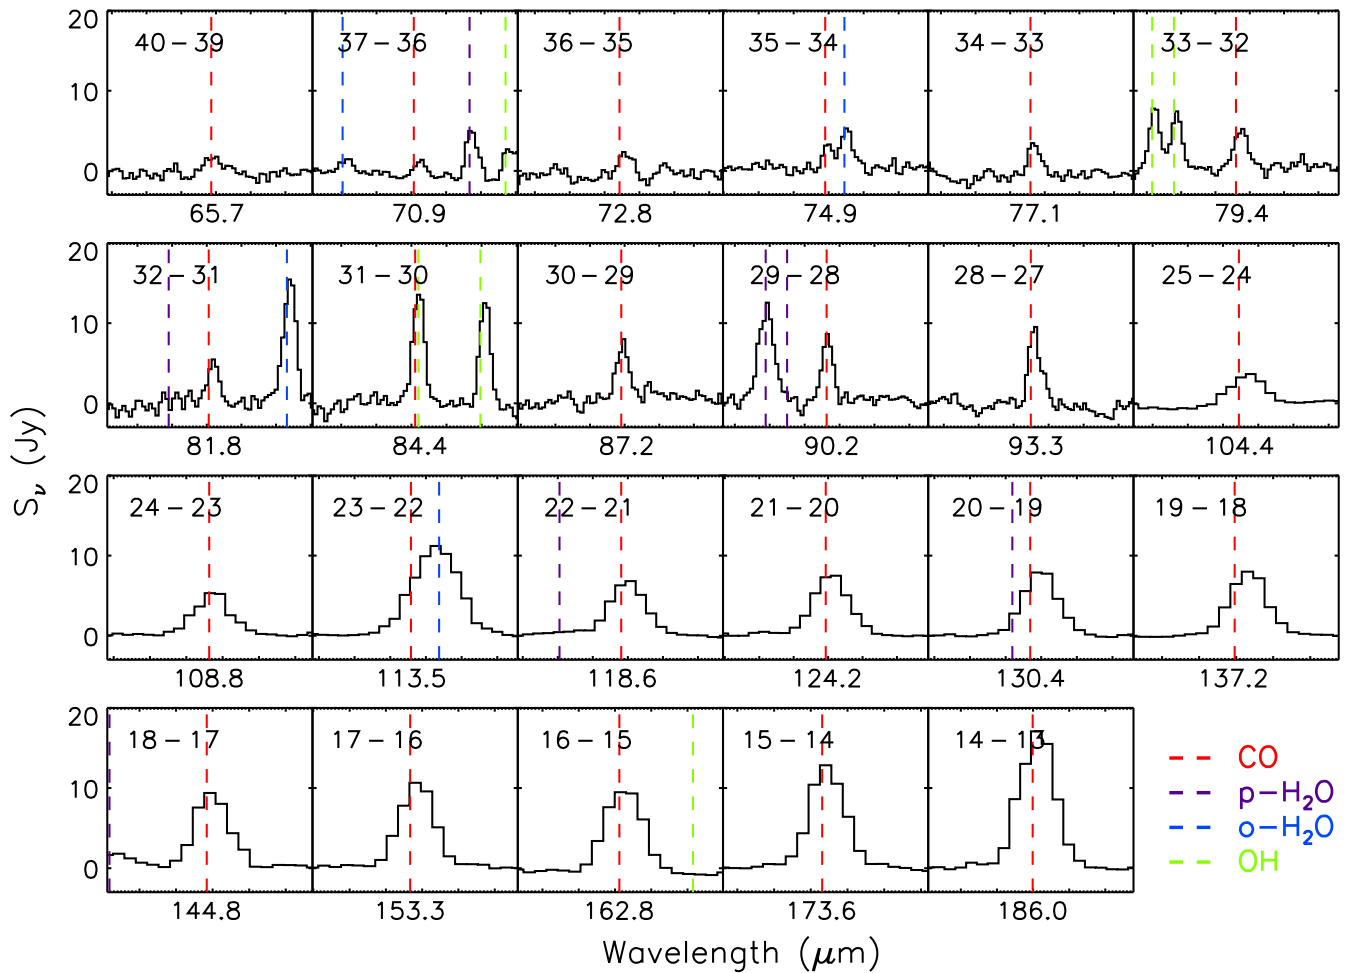 20 40 – 39 37 – 36 36 – 35 35 – 34 34 – 33 33 – 32
10
0
65.7 70.9 72.8 74.9 77.1 79.4
20 32 – 31 31 – 30 30 – 29 29 – 28 28 – 27 25 – 24
10
0
81.8 84.4 87.2 90.2 93.3 104.4
20 24 – 23 23 – 22 22 – 21 21 – 20 20 – 19 19 – 18
10
0
108.8 113.5 118.6 124.2 130.4 137.2
20 18 – 17 17 – 16 16 – 15 15 – 14 14 – 13
10
0
144.8 153.3 162.8 173.6 186.0
Sν (Jy)
Wavelength (μm)
CO
p–H₂O
o–H₂O
OH